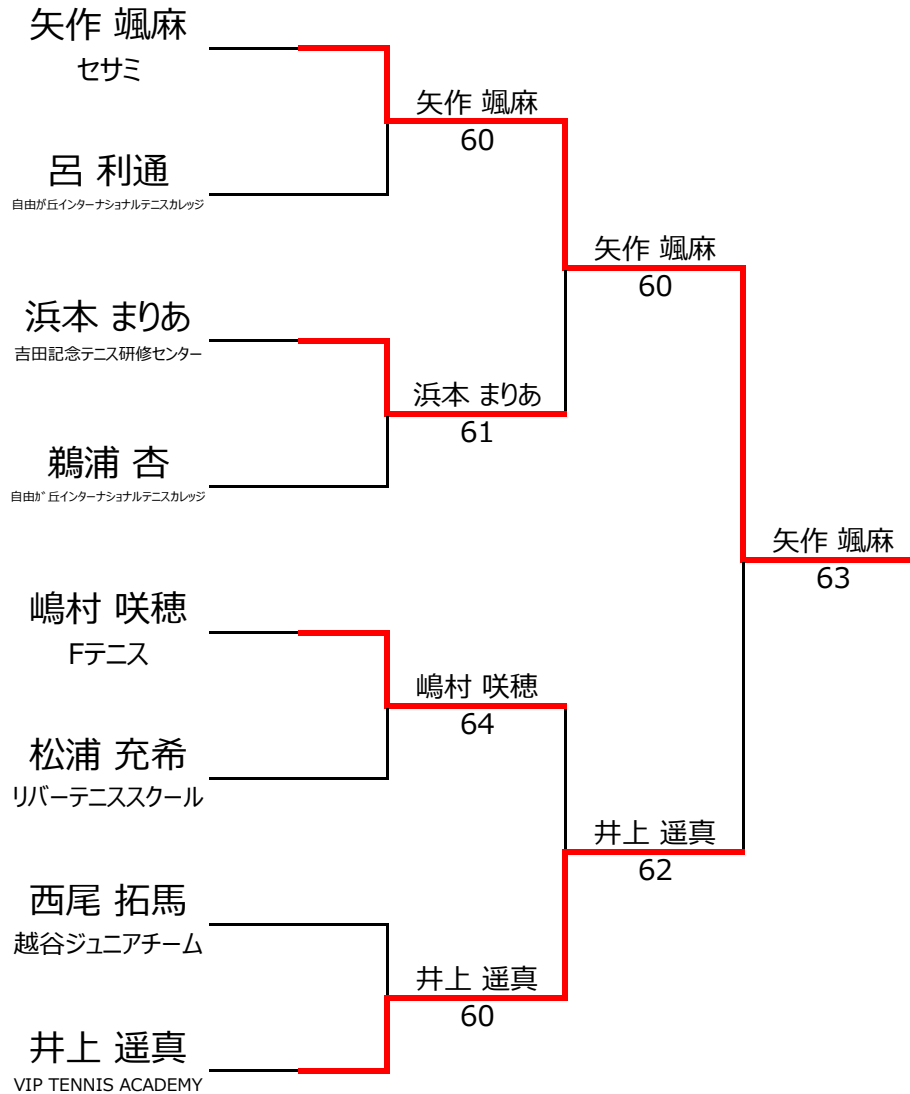 矢作 颯麻
セサミ
矢作 颯麻
60
呂 利通
自由が丘インターナショナルテニスカレッジ
矢作 颯麻
60
浜本 まりあ
吉田記念テニス研修センター
浜本 まりあ
61
鵜浦 杏
自由が丘インターナショナルテニスカレッジ
矢作 颯麻
63
嶋村 咲穂
Fテニス
嶋村 咲穂
64
松浦 充希
リバーテニススクール
井上 遥真
62
西尾 拓馬
越谷ジュニアチーム
井上 遥真
60
井上 遥真
VIP TENNIS ACADEMY